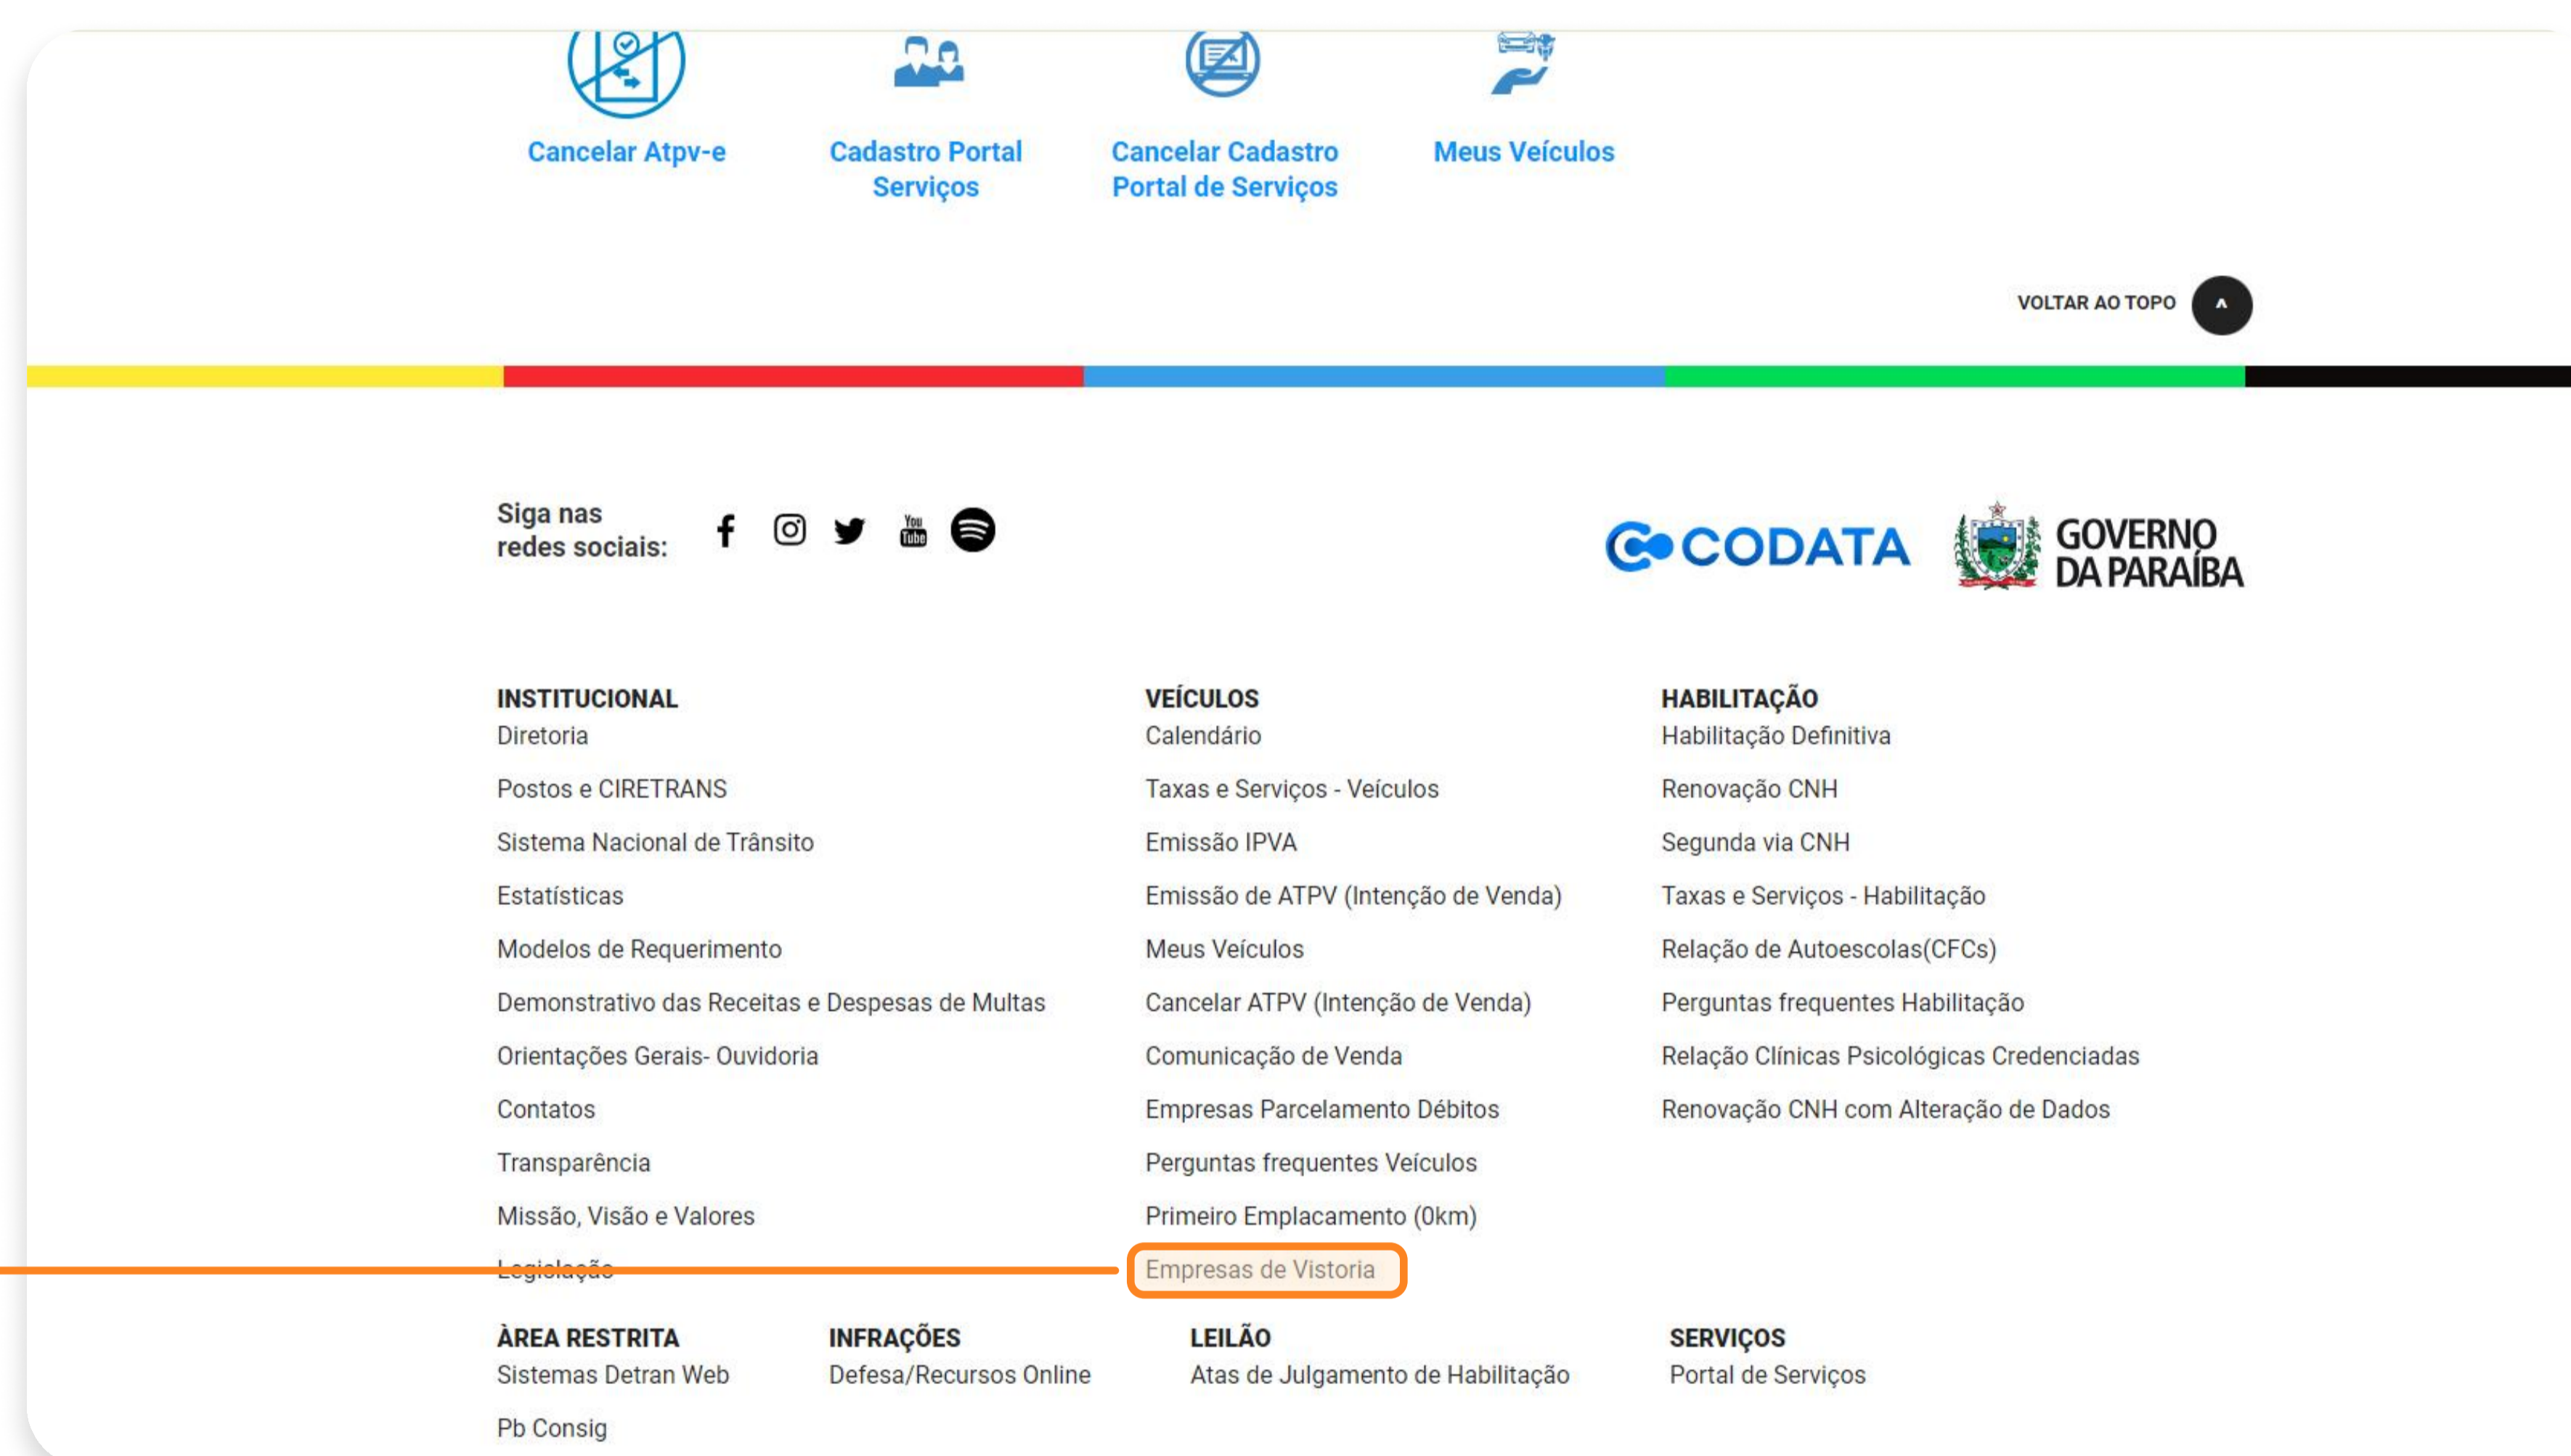 Cancelar Atpv-e
Cadastro Portal
Serviços
Cancelar Cadastro
Portal de Serviços
Meus Veículos
VOLTAR AO TOPO
Siga nas
redes sociais:
You
Tube
CODATA
GOVERNO
DA PARAÍBA
INSTITUCIONAL
Diretoria
Postos e CIRETRANS
Sistema Nacional de Trânsito
Estatísticas
Modelos de Requerimento
Demonstrativo das Receitas e Despesas de Multas
Orientações Gerais- Ouvidoria
Contatos
Transparência
Missão, Visão e Valores
Legislação
VEÍCULOS
Calendário
Taxas e Serviços - Veículos
Emissão IPVA
Emissão de ATPV (Intenção de Venda)
Meus Veículos
Cancelar ATPV (Intenção de Venda)
Comunicação de Venda
Empresas Parcelamento Débitos
Perguntas frequentes Veículos
Primeiro Emplacamento (0km)
Empresas de Vistoria
HABILITAÇÃO
Habilitação Definitiva
Renovação CNH
Segunda via CNH
Taxas e Serviços - Habilitação
Relação de Autoescolas(CFCs)
Perguntas frequentes Habilitação
Relação Clínicas Psicológicas Credenciadas
Renovação CNH com Alteração de Dados
ÀREA RESTRITA
Sistemas Detran Web
Pb Consig
INFRAÇÕES
Defesa/Recursos Online
LEILÃO
Atas de Julgamento de Habilitação
SERVIÇOS
Portal de Serviços